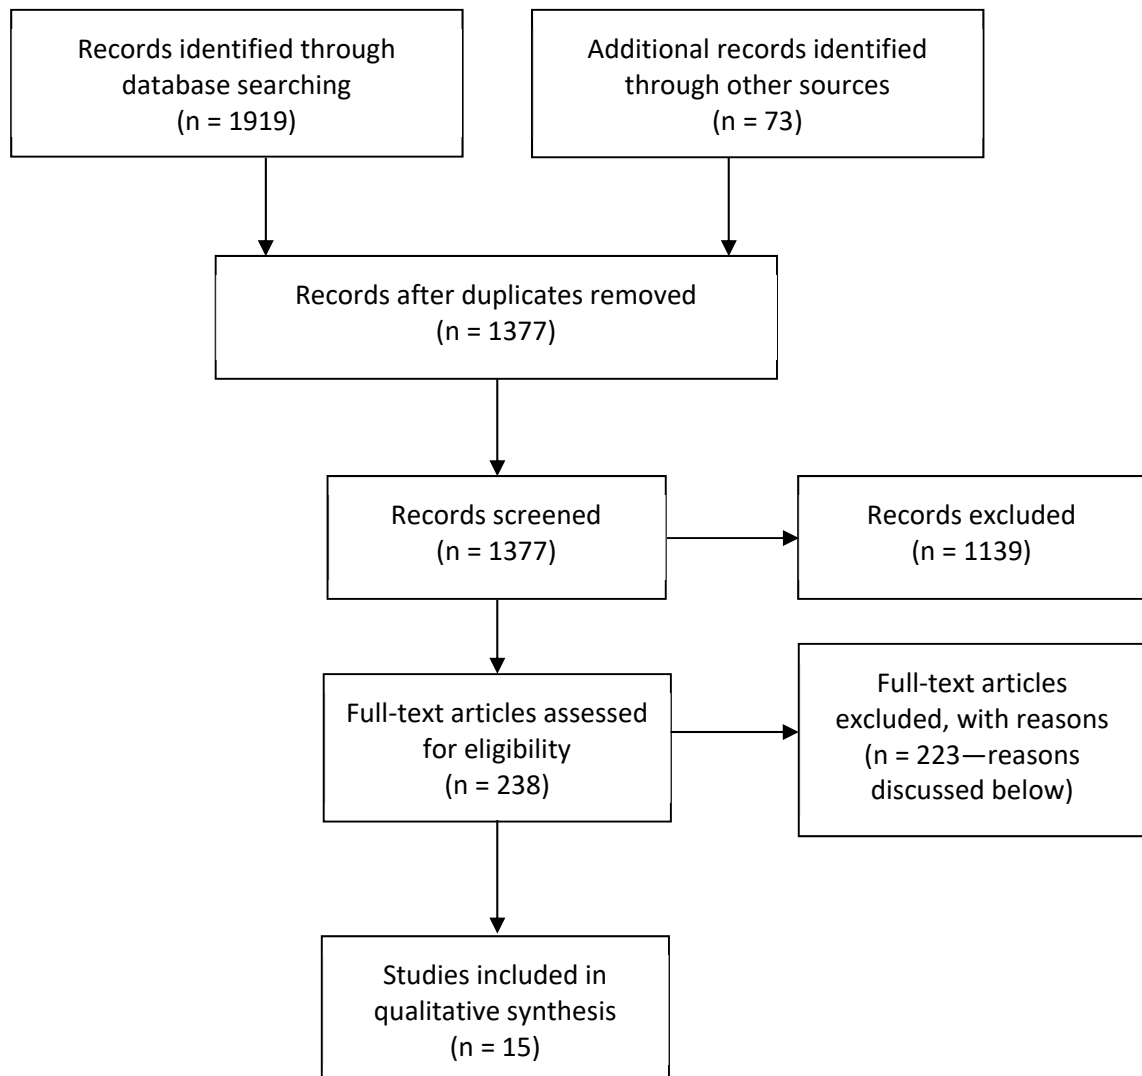 Records identified through
database searching
(n = 1919)
Additional records identified
through other sources
(n = 73)
Records after duplicates removed
(n = 1377)
Records screened
(n = 1377)
Records excluded
(n = 1139)
Full-text articles assessed
for eligibility
(n = 238)
Full-text articles
excluded, with reasons
(n = 223—reasons
discussed below)
Studies included in
qualitative synthesis
(n = 15)